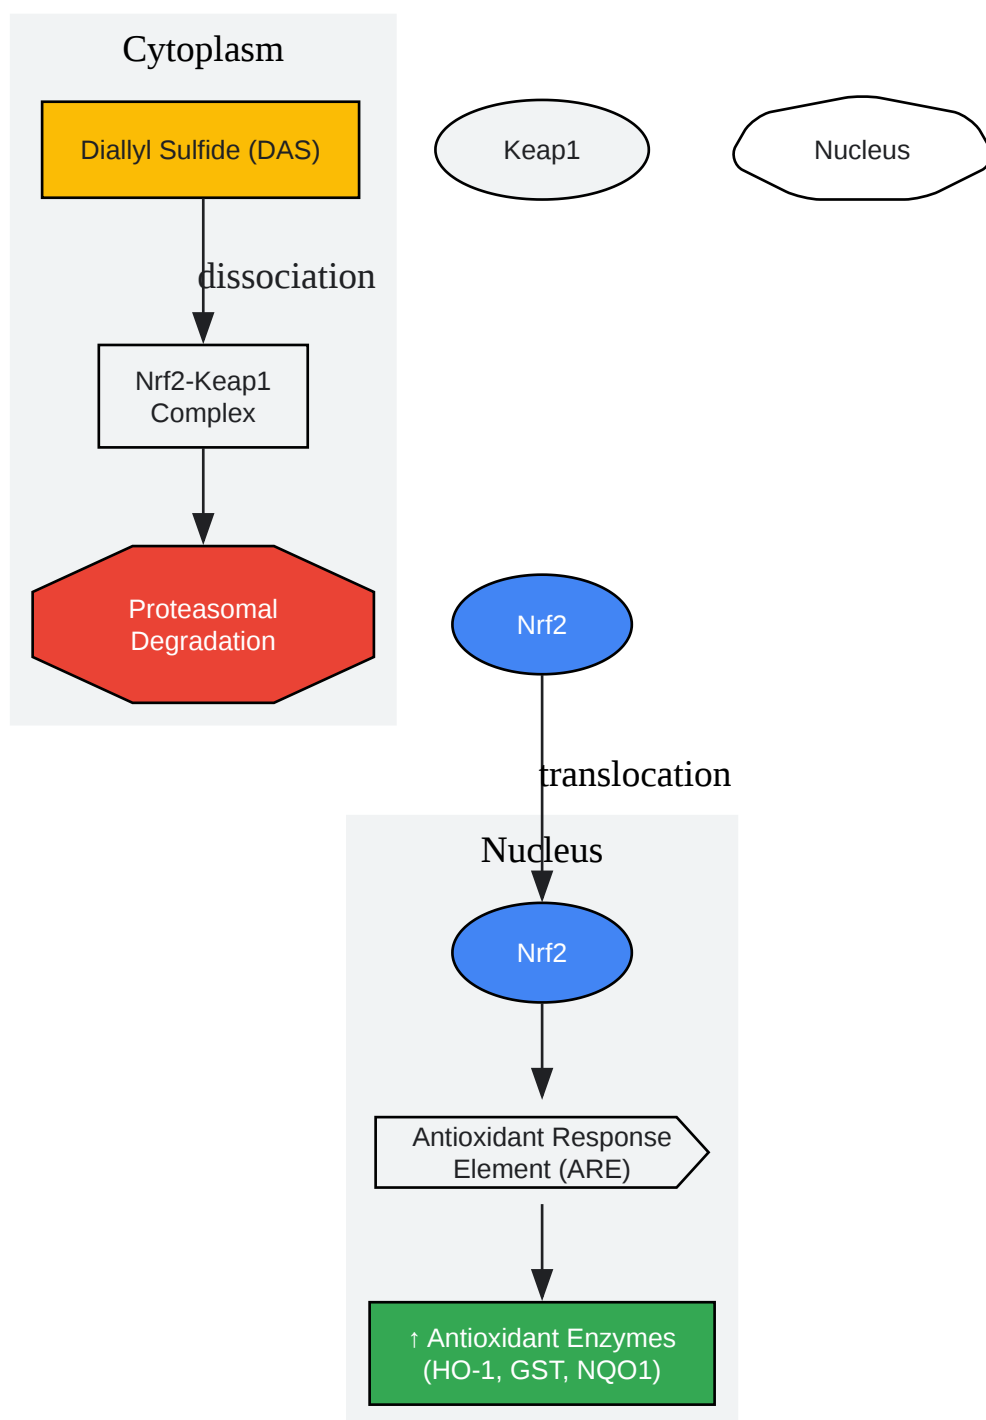 Cytoplasm
Diallyl Sulfide (DAS)
Keap1
Nucleus
dissociation
Nrf2-Keap1
Complex
Proteasomal
Degradation
Nrf2
translocation
Nucleus
Nrf2
Antioxidant Response
Element (ARE)
↑ Antioxidant Enzymes
(HO-1, GST, NQO1)